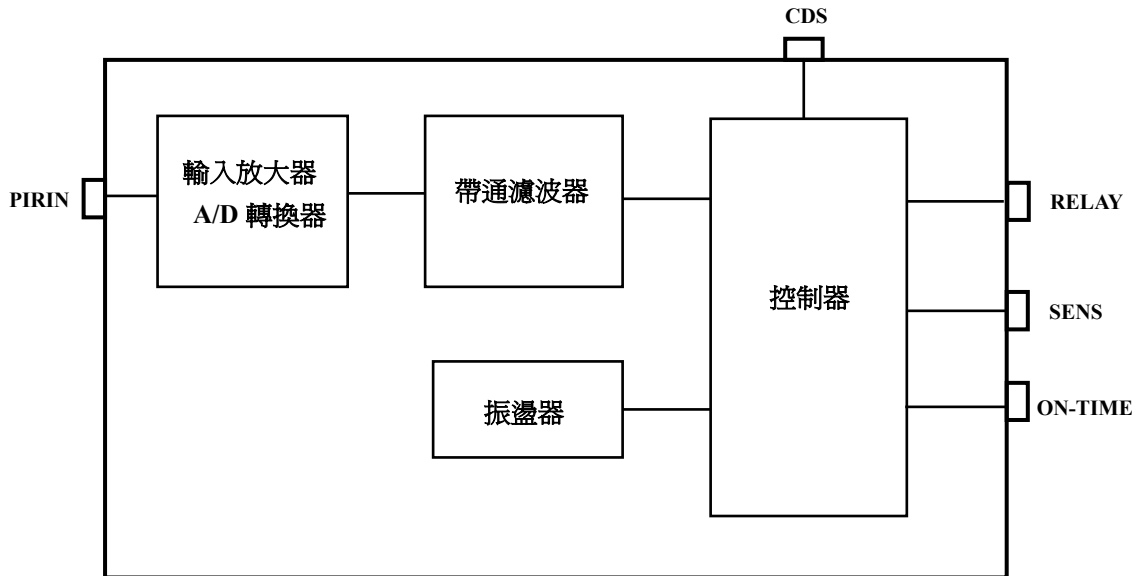 CDS
PIRIN
輸入放大器
A/D 轉換器
帶通濾波器
控制器
振盪器
RELAY
SENS
ON-TIME